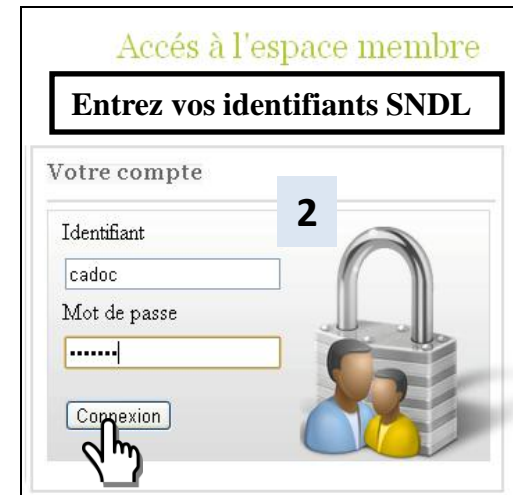 Accés à l'espace membre
Entrez vos identifiants SNDL
Votre compte
2
Identifiant
cadoc
Mot de passe
•••••••
Connexion